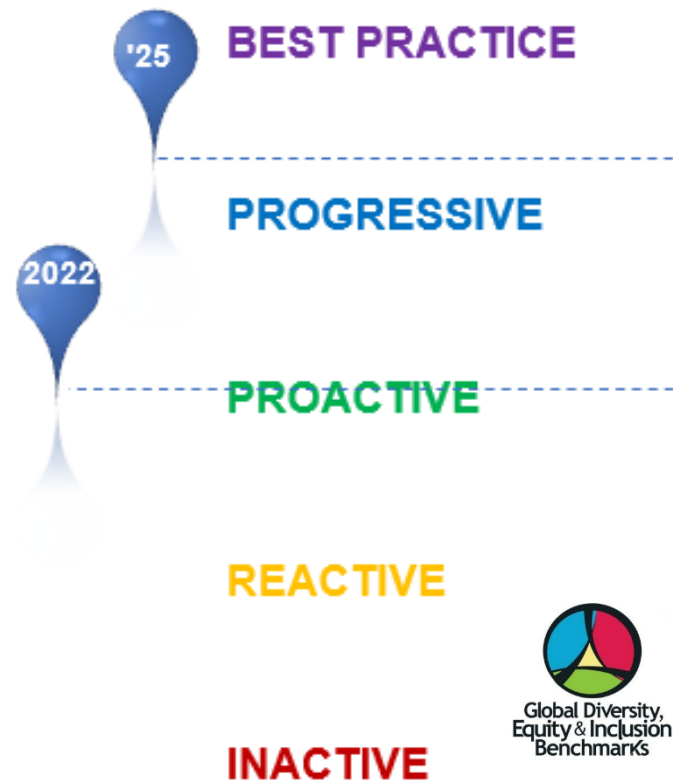 '25
BEST PRACTICE
PROGRESSIVE
2022
PROACTIVE
REACTIVE
Global Diversity,
Equity & Inclusion
Benchmarks
INACTIVE